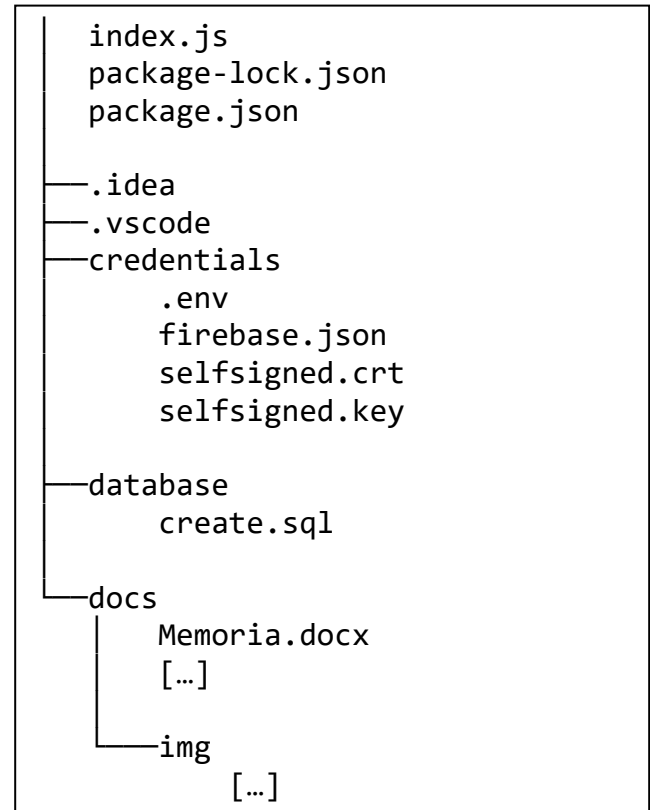 index.js
package-lock.json
package.json
.idea
.vscode
credentials
.env
firebase.json
selfsigned.crt
selfsigned.key
database
create.sql
docs
Memoria.docx
[…]
img
[…]